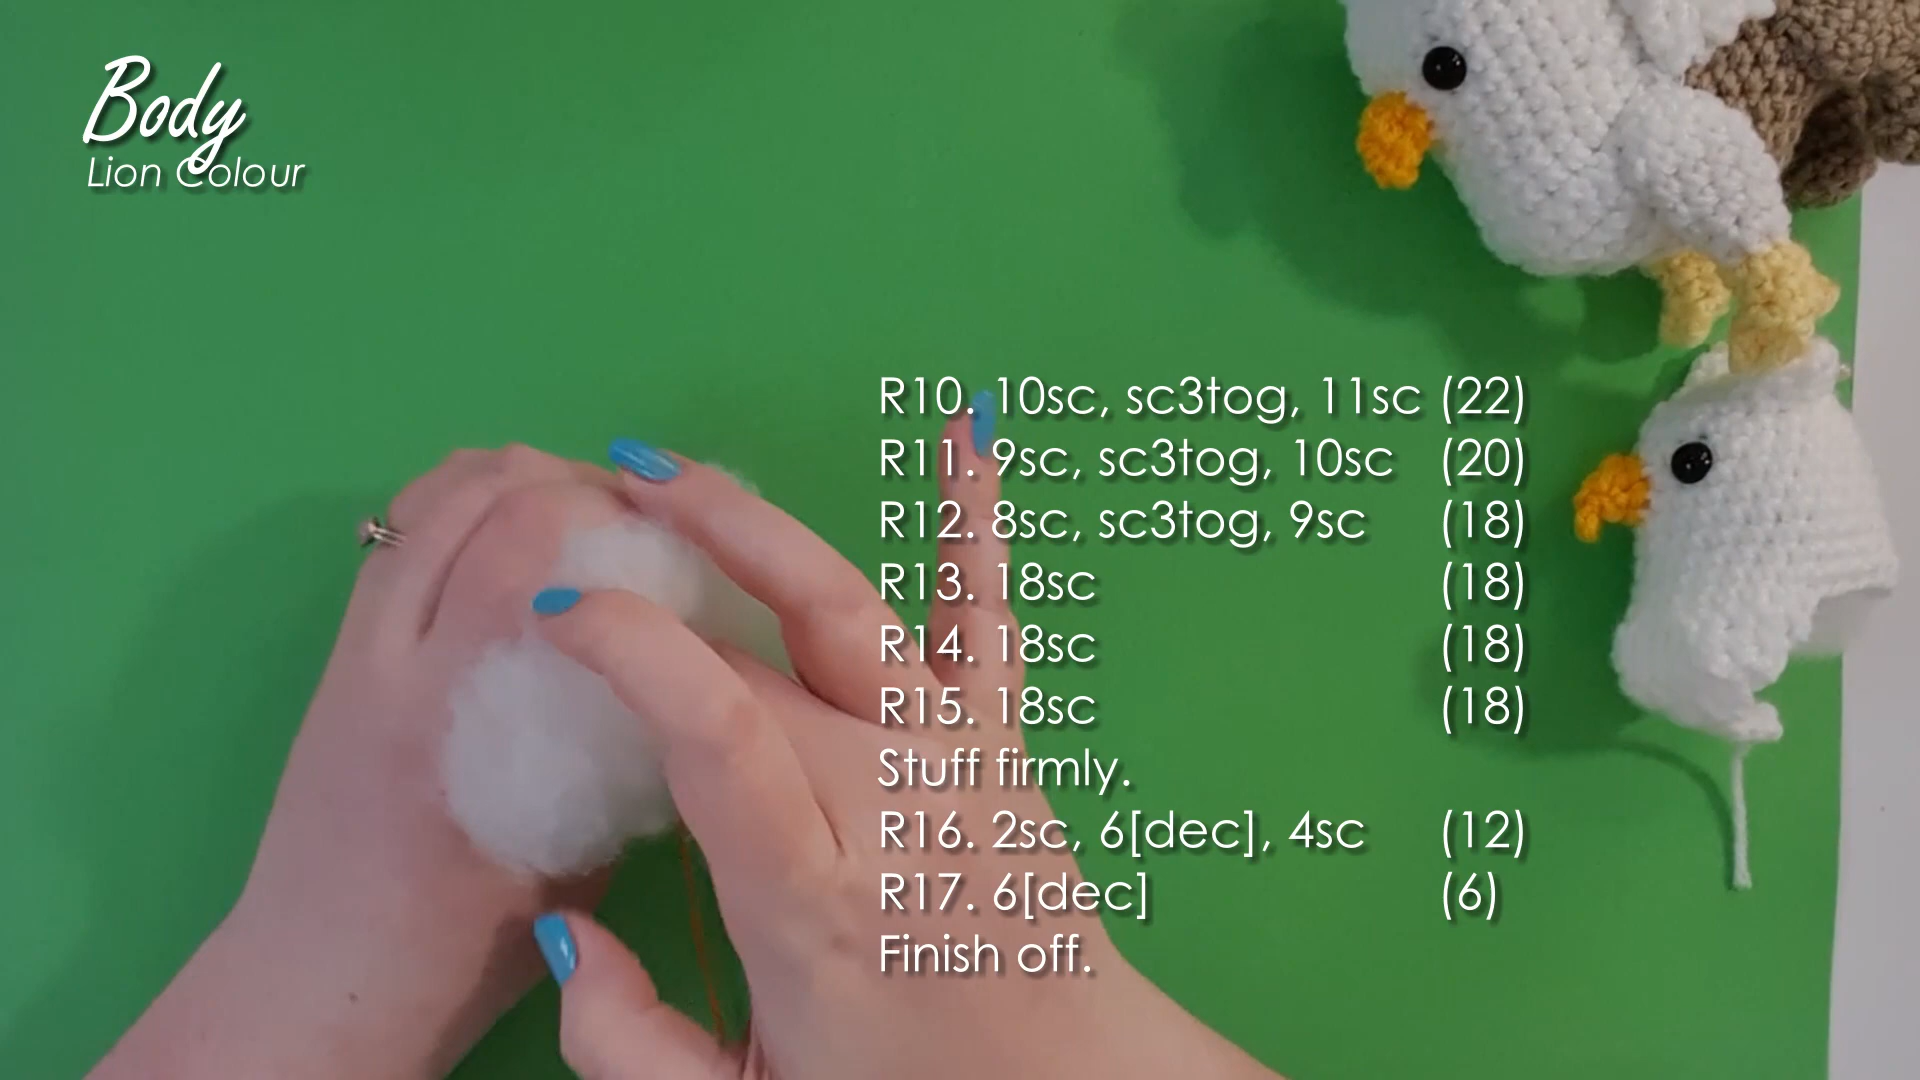 Body
Lion Colour
R10. 10sc, sc3tog, 11sc (22)
R11. 9sc, sc3tog, 10sc (20)
R12. 8sc, sc3tog, 9sc (18)
R13. 18sc (18)
R14. 18sc (18)
R15. 18sc (18)
Stuff firmly.
R16. 2sc, 6[dec], 4sc (12)
R17. 6[dec] (6)
Finish off.